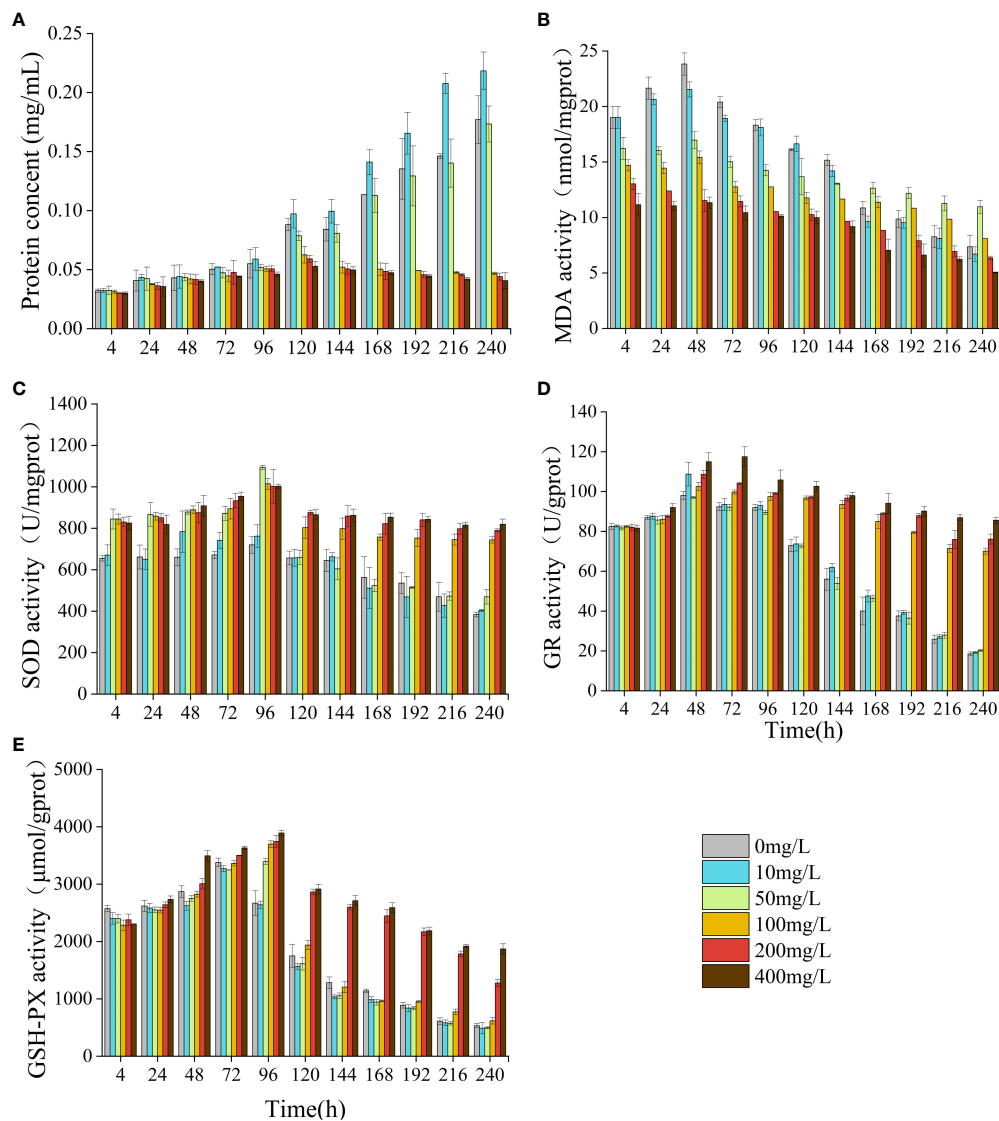 A
Protein concent (mg/mL)
0.25
0.20
0.15
0.10
0.05
0.00
4 24 48 72 96 120 144 168 192 216 240
B
MDA activity（nmol/mgprot)
25
20
15
10
5
0
4 24 48 72 96 120 144 168 192 216 240
C
SOD activity（U/mgprot)
1400
1200
1000
800
600
400
200
0
4 24 48 72 96 120 144 168 192 216 240
D
GR activity（U/gprot)
140
120
100
80
60
40
20
0
4 24 48 72 96 120 144 168 192 216 240
Time(h)
E
GSH-PX activity（μmol/gprot)
5000
4000
3000
2000
1000
0
4 24 48 72 96 120 144 168 192 216 240
Time(h)
0mg/L
10mg/L
50mg/L
100mg/L
200mg/L
400mg/L